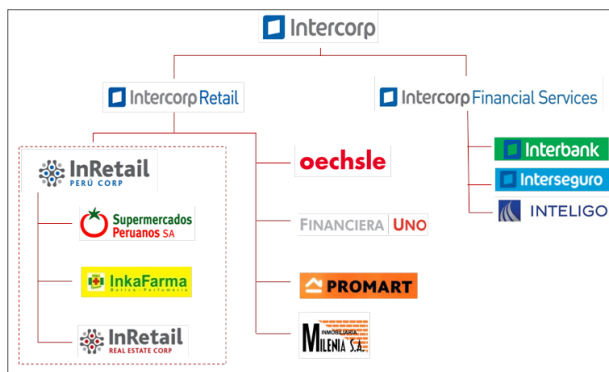 Intercorp
Intercorp Retail
Intercorp Financial Services
InRetail
PERÚ CORP
Supermercados
Peruanos SA
InkaFarma
InRetail
REAL ESTATE CORP
oechsle
FINANCIERA UNO
PROMART
INMOBILIARIA
MILENIA S.A.
Interbank
Interseguro
INTELIGO